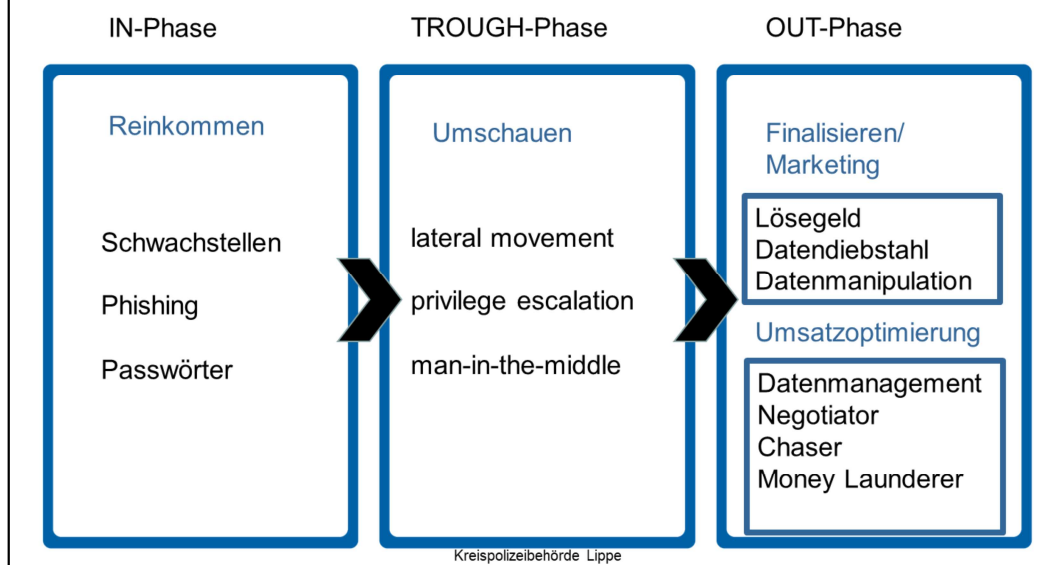 IN-Phase
TROUGH-Phase
OUT-Phase
Reinkommen
Schwachstellen
Phishing
Passwörter
Umschauen
lateral movement
privilege escalation
man-in-the-middle
Finalisieren/
Marketing
Lösegeld
Datendiebstahl
Datenmanipulation
Umsatzoptimierung
Datenmanagement
Negotiator
Chaser
Money Launderer
Kreispolizeibehörde Lippe